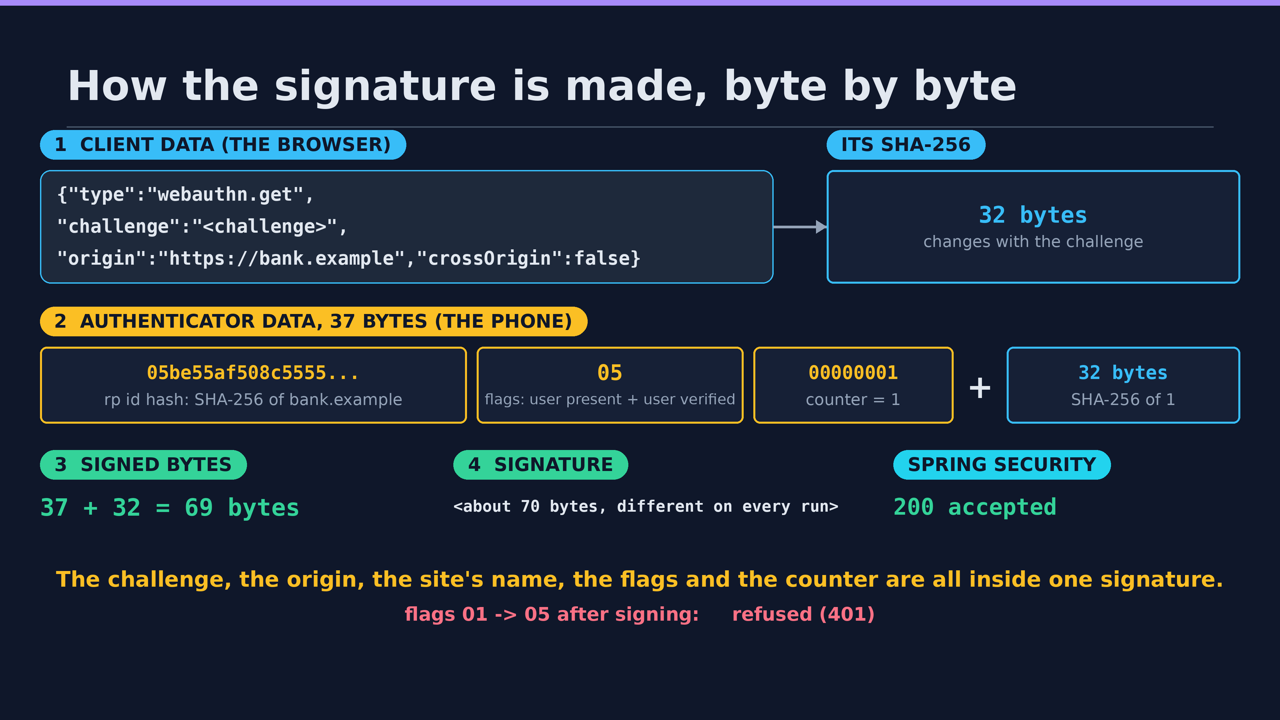 How the signature is made, byte by byte
1 CLIENT DATA (THE BROWSER)
ITS SHA-256
{"type":"webauthn.get",
"challenge":"<challenge>",
"origin":"https://bank.example","crossOrigin":false}
32 bytes
changes with the challenge
2 AUTHENTICATOR DATA, 37 BYTES (THE PHONE)
05be55af508c5555...
rp id hash: SHA-256 of bank.example
05
flags: user present + user verified
00000001
counter = 1
+
32 bytes
SHA-256 of 1
3 SIGNED BYTES
37 + 32 = 69 bytes
4 SIGNATURE
<about 70 bytes, different on every run>
SPRING SECURITY
200 accepted
The challenge, the origin, the site's name, the flags and the counter are all inside one signature.
flags 01 -> 05 after signing: refused (401)